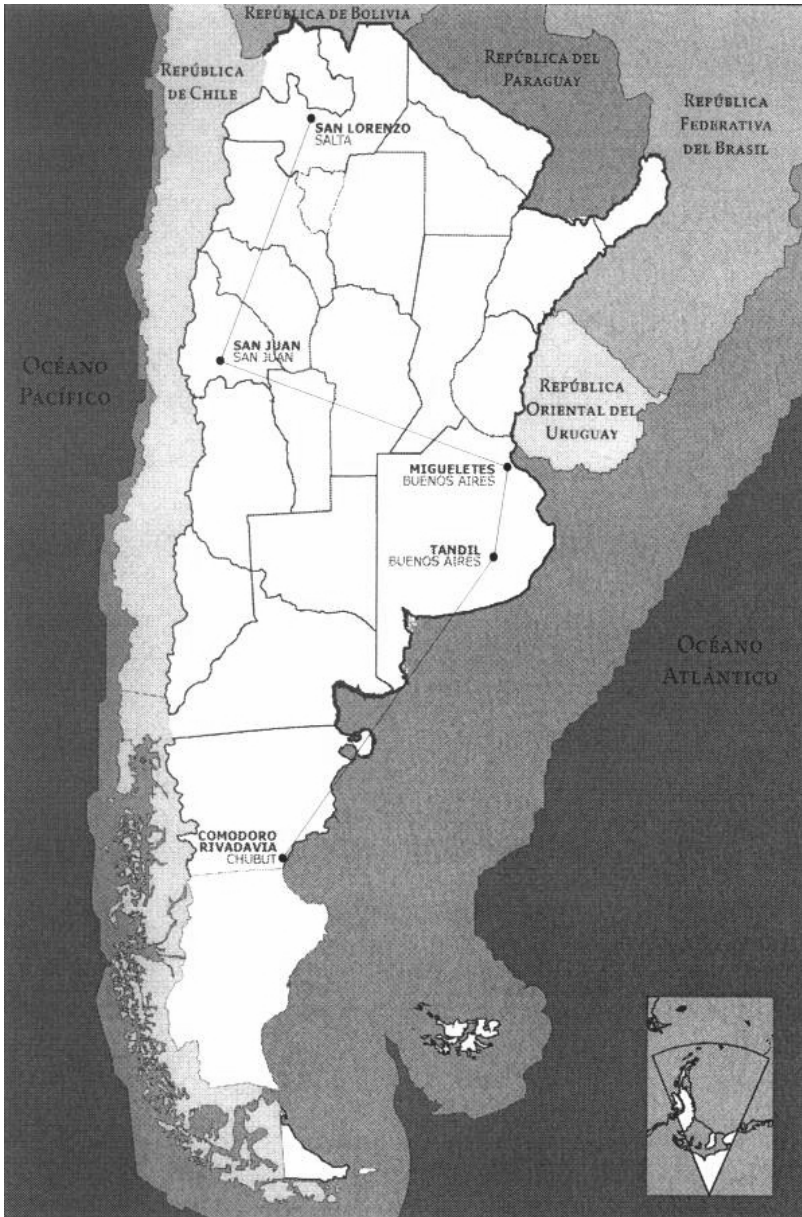 REPÚBLICA DE BOLIVIA
REPÚBLICA DEL
PARAGUAY
REPÚBLICA
DE CHILE
REPÚBLICA
FEDERATIVA
DEL BRASIL
SAN LORENZO
SALTA
SAN JUAN
SAN JUAN
OCÉANO
PACÍFICO
REPÚBLICA
ORIENTAL DEL
URUGUAY
MIGUELETES
BUENOS AIRES
TANDIL
BUENOS AIRES
OCÉANO
ATLÁNTICO
COMODORO
RIVADAVIA
CHUBUT